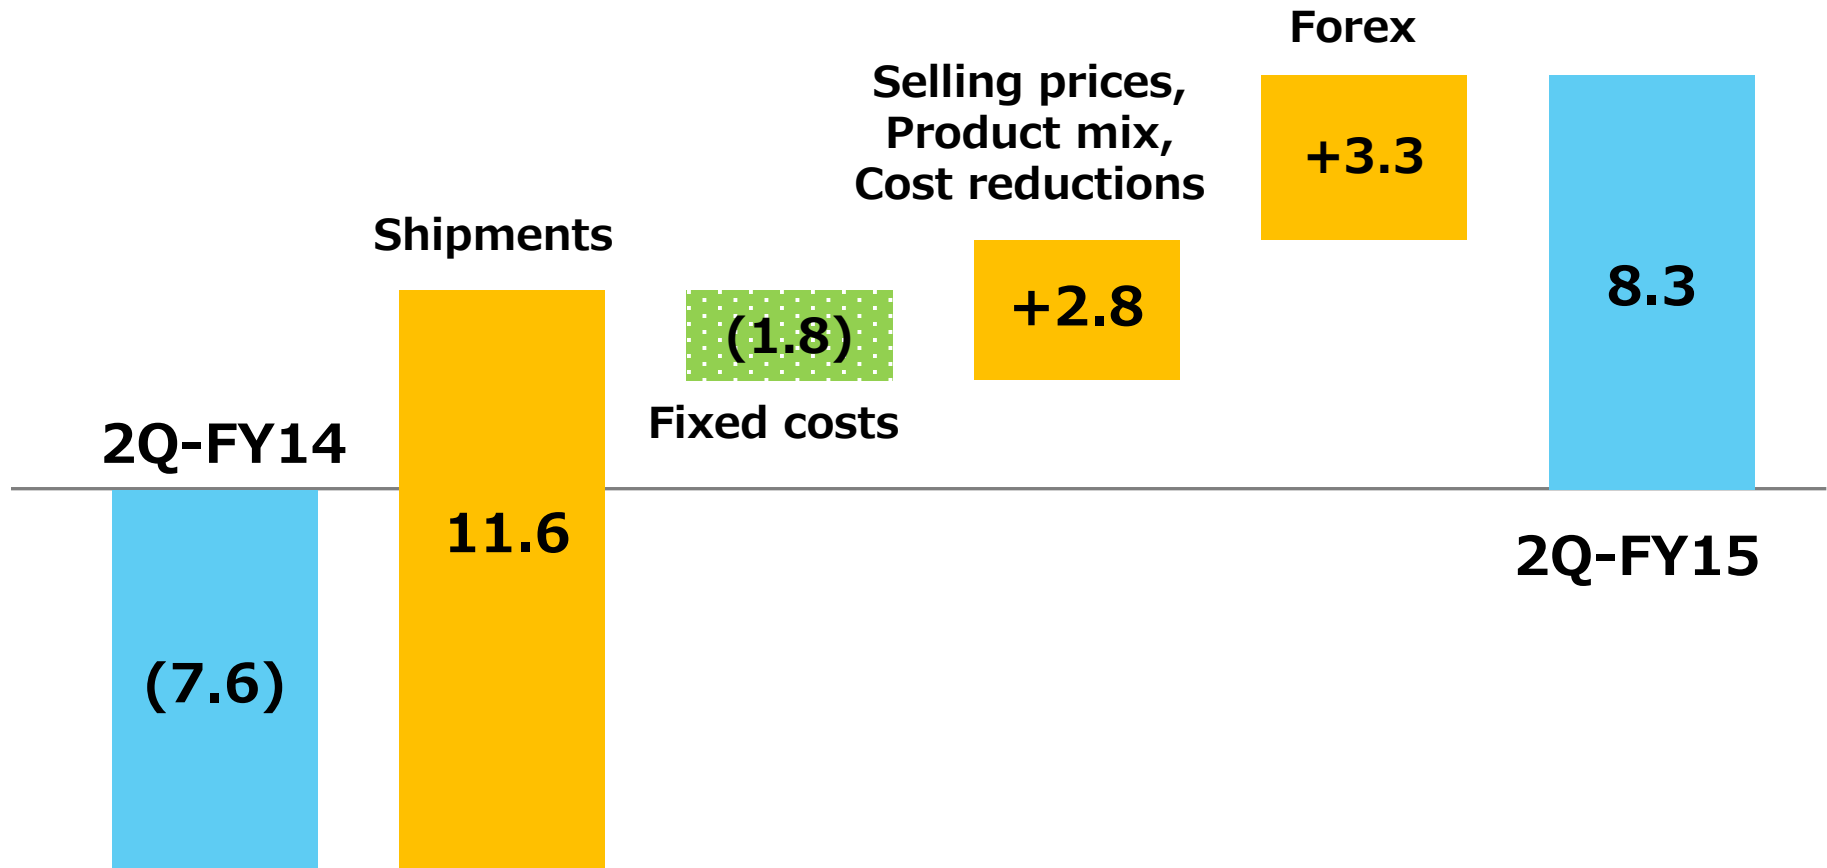 2Q-FY14
(7.6)
Shipments
11.6
(1.8)
Fixed costs
Selling prices,
Product mix,
Cost reductions
+2.8
Forex
+3.3
8.3
2Q-FY15